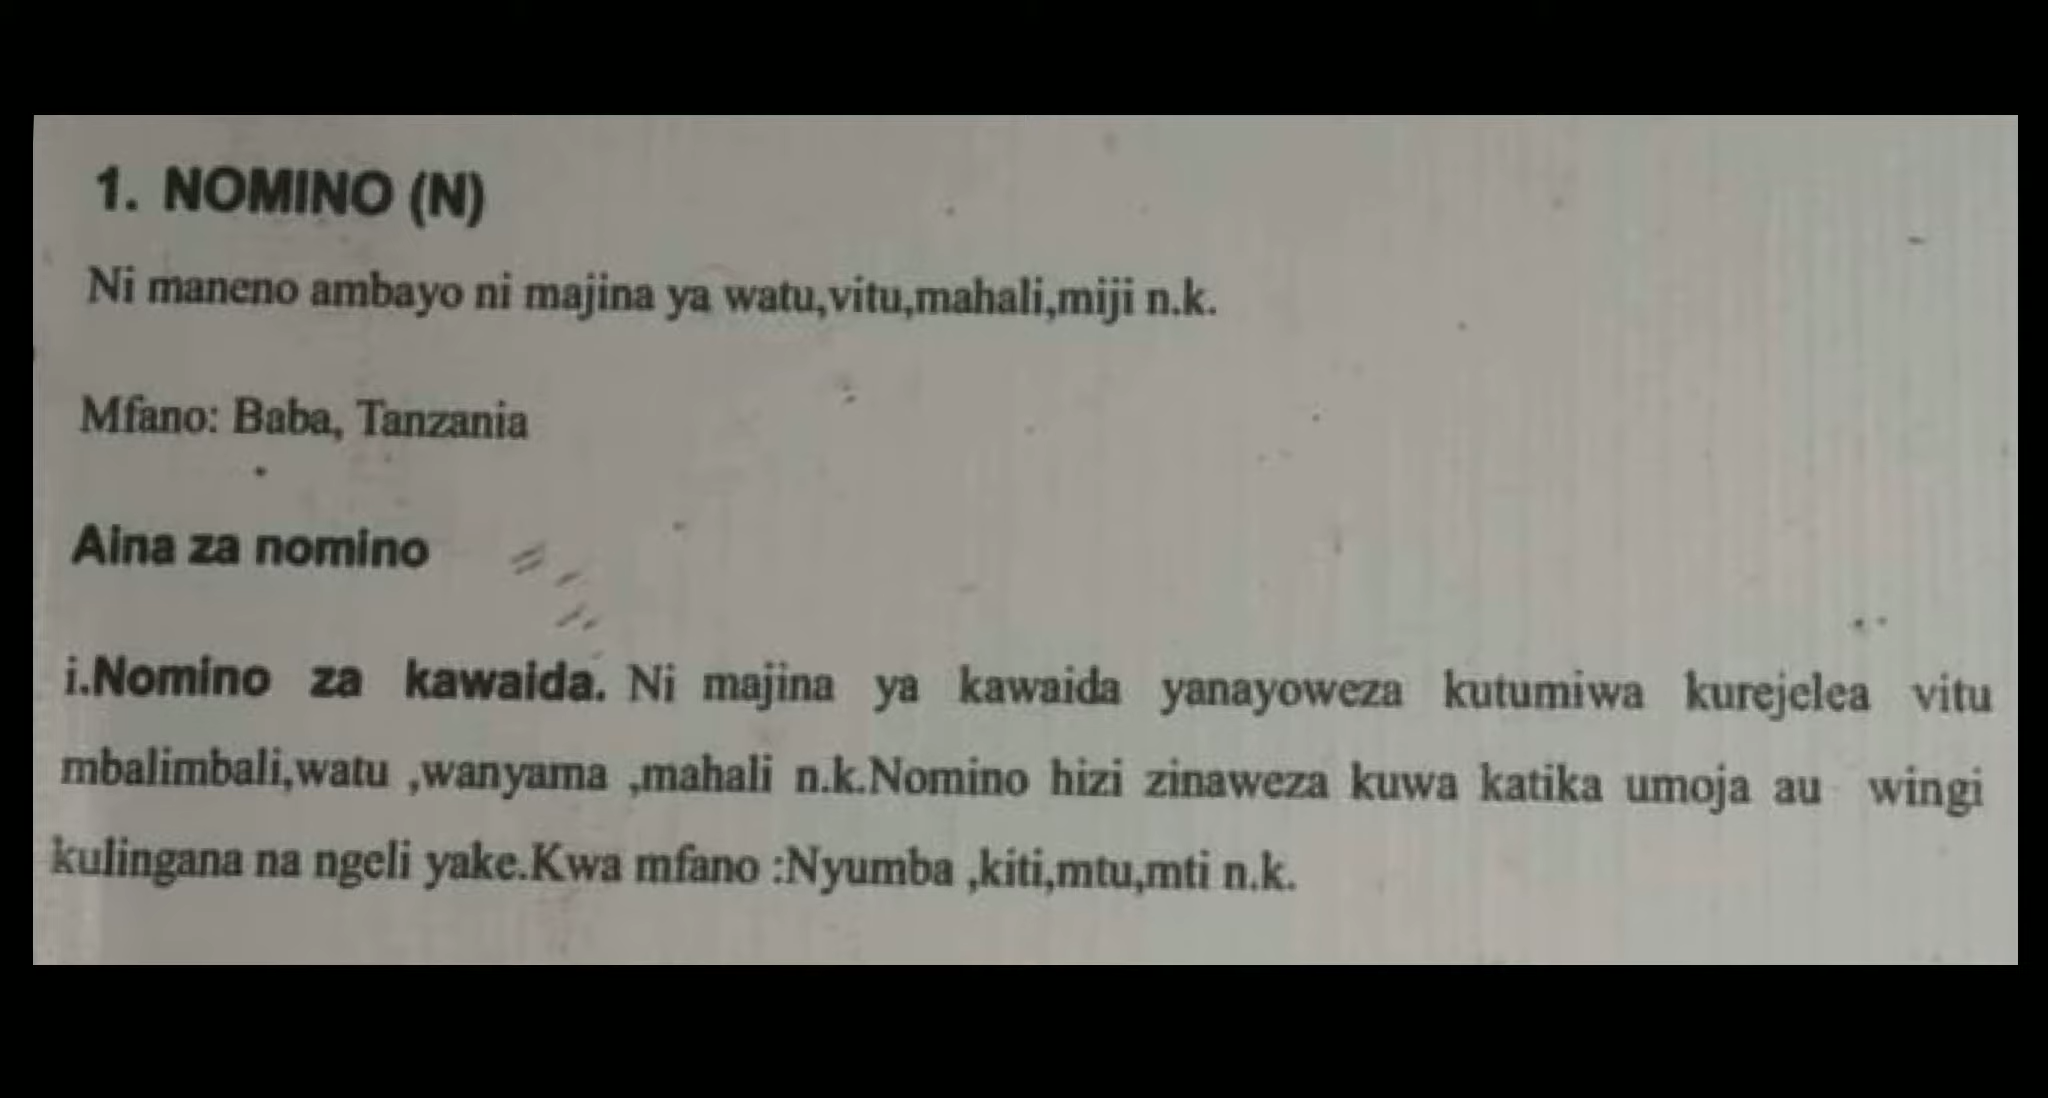 1. NOMINO (N)
Ni maneno ambayo ni majina ya watu,vitu,mahali,miji n.k.
Mfano: Baba, Tanzania
Aina za nomino
i.Nomino za kawaida. Ni majina ya kawaida yanayoweza kutumiwa kurejelea vitu
mbalimbali,watu ,wanyama ,mahali n.k.Nomino hizi zinaweza kuwa katika umoja au wingi
kulingana na ngeli yake.Kwa mfano :Nyumba ,kiti,mtu,mti n.k.